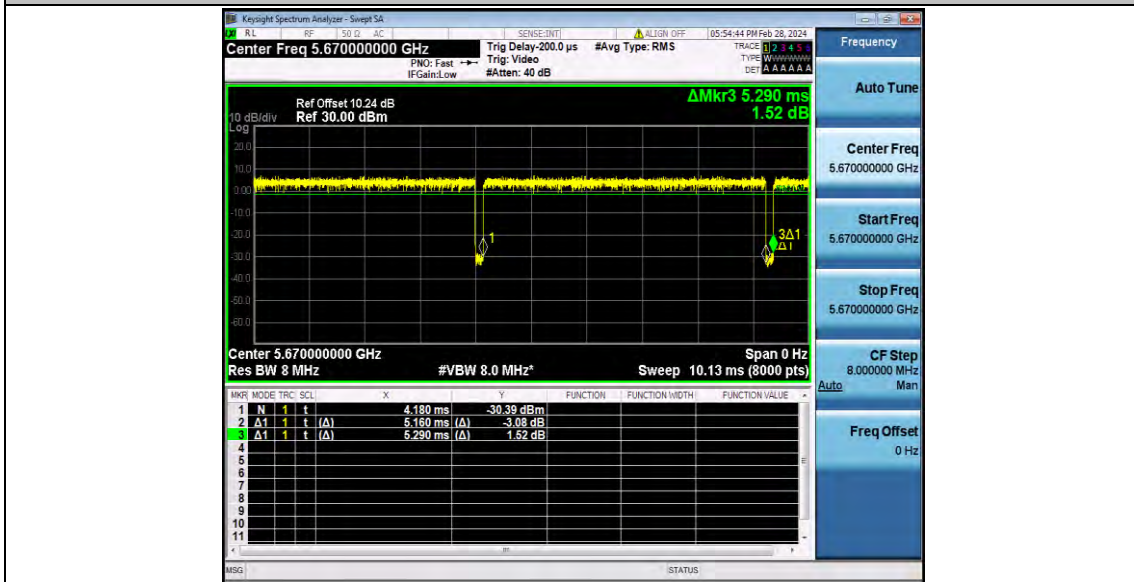 Keysight Spectrum Analyzer - Swept SA
RL RF 50 Ω AC SENSE:INT ALIGN OFF 05:54:44 PM Feb 28, 2024
Center Freq 5.670000000 GHz
Trig Delay-200.0 µs #Avg Type: RMS
TRACE 1 2 3 4 5 6
PNO: Fast Trig: Video
TYPE WWWWWW
IFGain:Low #Atten: 40 dB
DET A A A A A A
Frequency
Auto Tune
ΔMkr3 5.290 ms
1.52 dB
Ref Offset 10.24 dB
10 dB/div Ref 30.00 dBm
Log
20.0
10.0
0.00
-10.0
-20.0
-30.0
-40.0
-50.0
-60.0
1
3Δ1
Δ1
Center 5.670000000 GHz Span 0 Hz
Res BW 8 MHz #VBW 8.0 MHz* Sweep 10.13 ms (8000 pts)
Center Freq
5.670000000 GHz
Start Freq
5.670000000 GHz
Stop Freq
5.670000000 GHz
CF Step
8.000000 MHz
Auto Man
Freq Offset
0 Hz
MKR MODE TRC SCL X Y FUNCTION FUNCTION WIDTH FUNCTION VALUE
1 N 1 t 4.180 ms -30.39 dBm
2 Δ1 1 t (Δ) 5.160 ms (Δ) -3.08 dB
3 Δ1 1 t (Δ) 5.290 ms (Δ) 1.52 dB
4
5
6
7
8
9
10
11
MSG STATUS